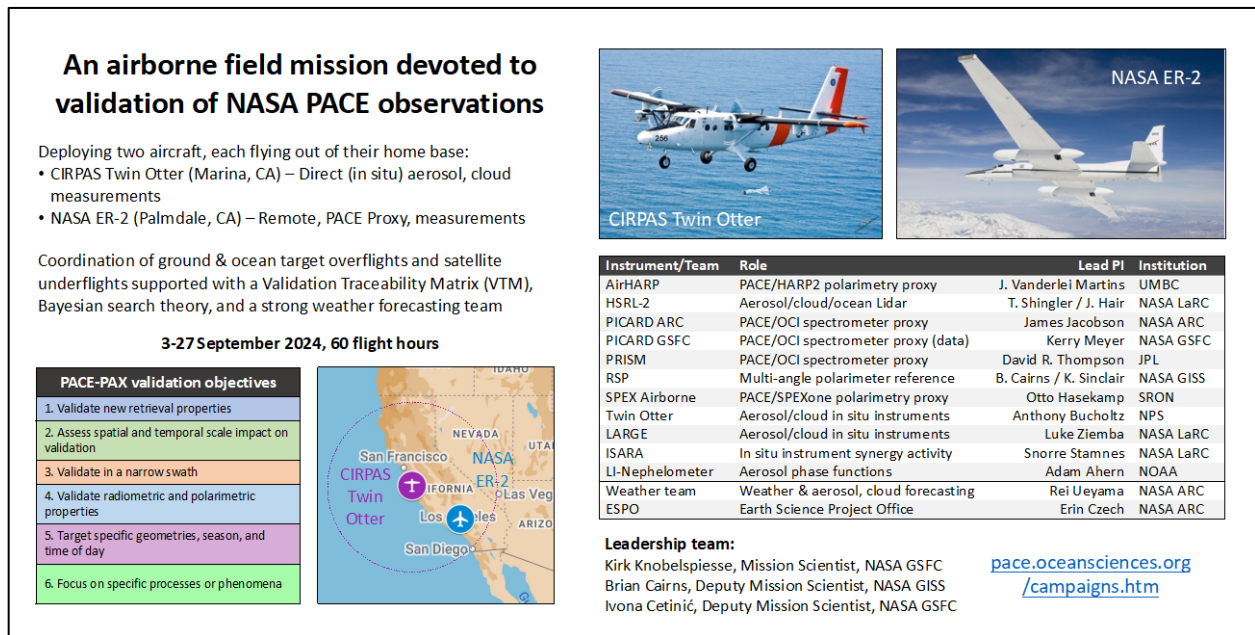 An airborne field mission devoted to
validation of NASA PACE observations
Deploying two aircraft, each flying out of their home base:
• CIRPAS Twin Otter (Marina, CA) – Direct (in situ) aerosol, cloud
measurements
• NASA ER-2 (Palmdale, CA) – Remote, PACE Proxy, measurements
Coordination of ground & ocean target overflights and satellite
underflights supported with a Validation Traceability Matrix (VTM),
Bayesian search theory, and a strong weather forecasting team
3-27 September 2024, 60 flight hours
PACE-PAX validation objectives
1. Validate new retrieval properties
2. Assess spatial and temporal scale impact on
validation
3. Validate in a narrow swath
4. Validate radiometric and polarimetric
properties
5. Target specific geometries, season, and
time of day
6. Focus on specific processes or phenomena
IDAHO
NEVADA
UTA
San Francisco
NASA
ER-2
CIRPAS
Twin
Otter
IFORNIA
Las Veg
Los
eles
ARIZO
San Diego
256
CIRPAS Twin Otter
NASA ER-2
Instrument/Team Role Lead PI Institution
AirHARP PACE/HARP2 polarimetry proxy J. Vanderlei Martins UMBC
HSRL-2 Aerosol/cloud/ocean Lidar T. Shingler / J. Hair NASA LaRC
PICARD ARC PACE/OCI spectrometer proxy James Jacobson NASA ARC
PICARD GSFC PACE/OCI spectrometer proxy (data) Kerry Meyer NASA GSFC
PRISM PACE/OCI spectrometer proxy David R. Thompson JPL
RSP Multi-angle polarimeter reference B. Cairns / K. Sinclair NASA GISS
SPEX Airborne PACE/SPEXone polarimetry proxy Otto Hasekamp SRON
Twin Otter Aerosol/cloud in situ instruments Anthony Bucholtz NPS
LARGE Aerosol/cloud in situ instruments Luke Ziemba NASA LaRC
ISARA In situ instrument synergy activity Snorre Stamnes NASA LaRC
LI-Nephelometer Aerosol phase functions Adam Ahern NOAA
Weather team Weather & aerosol, cloud forecasting Rei Ueyama NASA ARC
ESPO Earth Science Project Office Erin Czech NASA ARC
Leadership team:
Kirk Knobelspiesse, Mission Scientist, NASA GSFC
Brian Cairns, Deputy Mission Scientist, NASA GISS
Ivona Cetinić, Deputy Mission Scientist, NASA GSFC
pace.oceansciences.org
/campaigns.htm